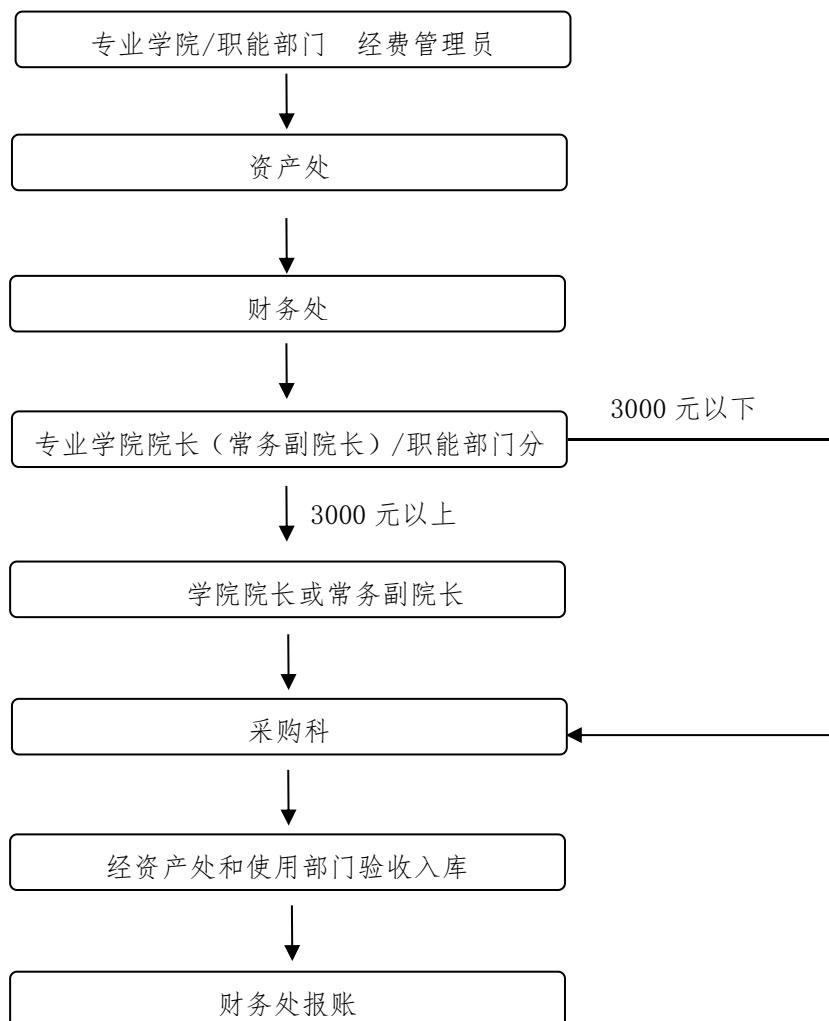 专业学院/职能部门　经费管理员
资产处
财务处
3000 元以下
专业学院院长（常务副院长）/职能部门分
3000 元以上
学院院长或常务副院长
采购科
经资产处和使用部门验收入库
财务处报账